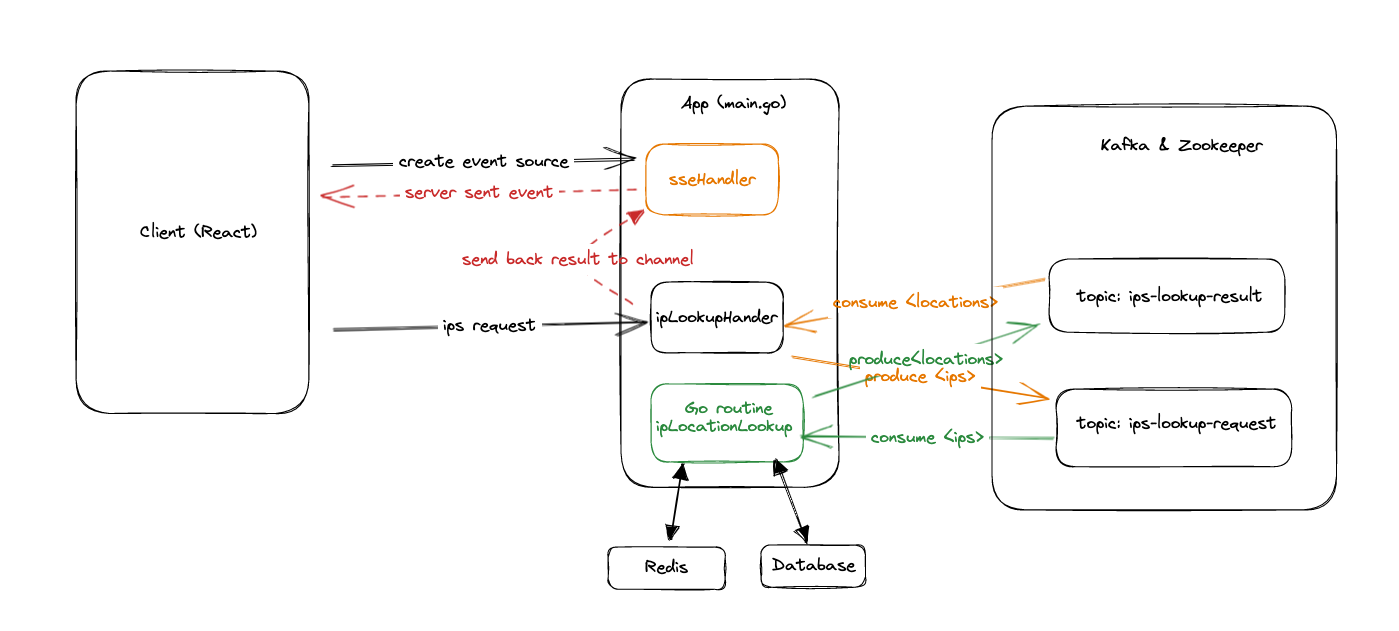 App (main.go)
Kafka & Zookeeper
create event source
sseHandler
server sent event
Client (React)
send back result to channel
topic: ips-lookup-result
consume <locations>
ipLookupHander
ips request
produce<locations>
produce <ips>
Go routine
ipLocationLookup
topic: ips-lookup-request
consume <ips>
Redis
Database